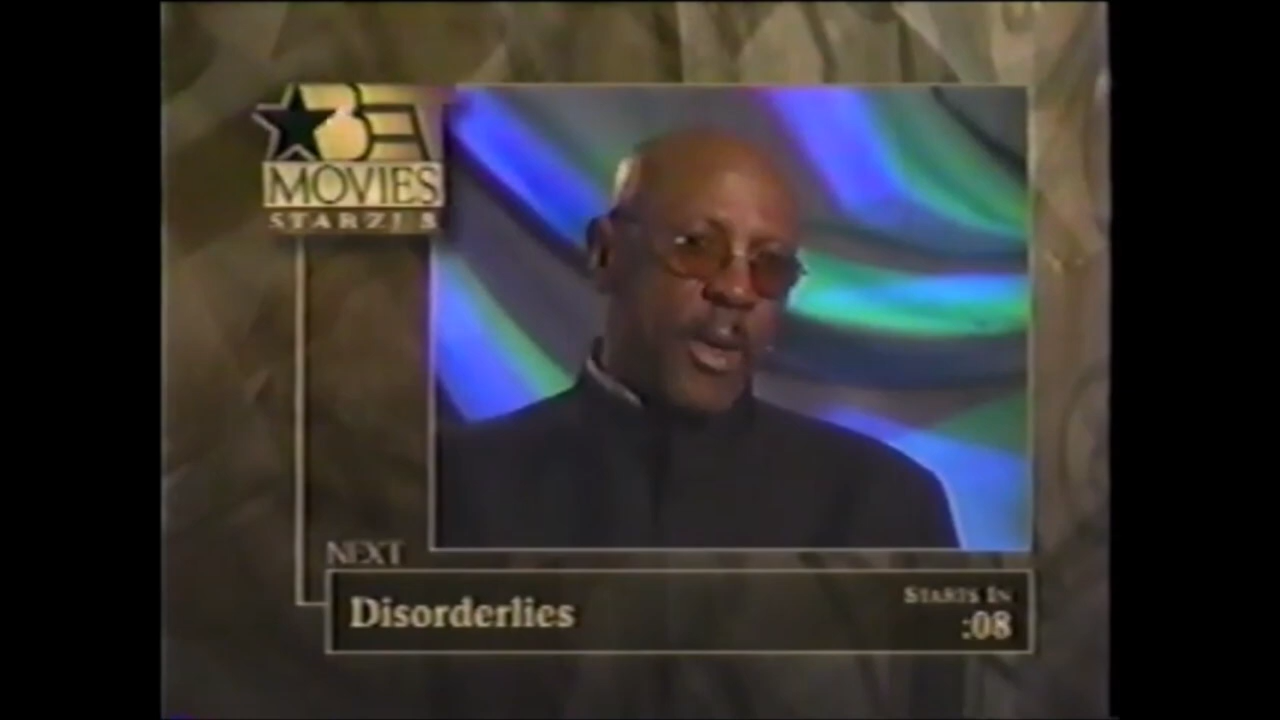 BET
MOVIES
STARZ! 3
NEXT
Disorderlies
STARTS IN
:08